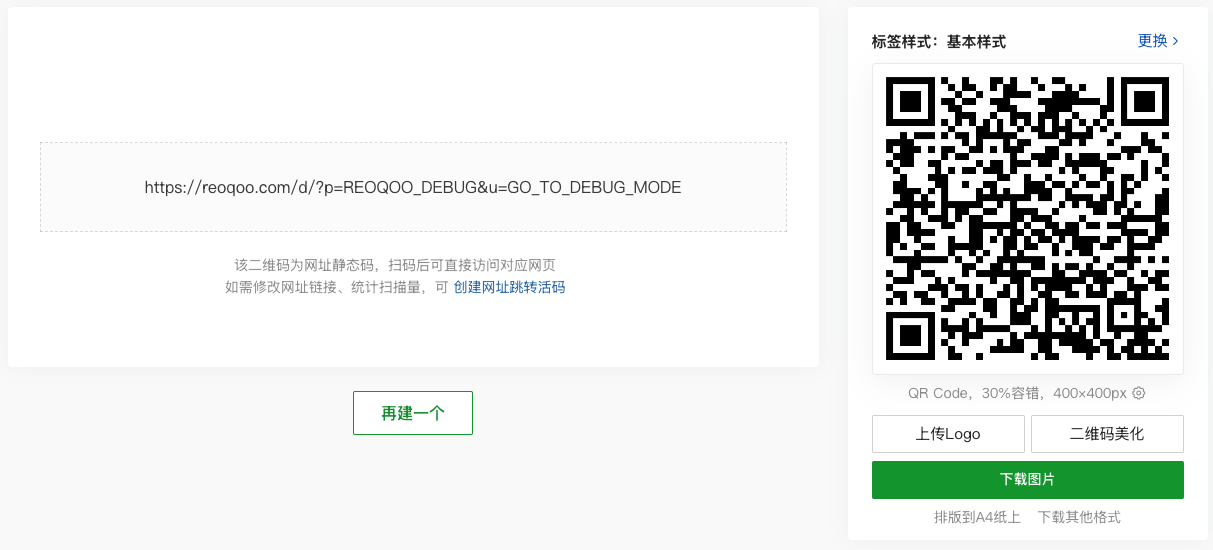 https://reoqoo.com/d/?p=REOQOO_DEBUG&u=GO_TO_DEBUG_MODE
该二维码为网址静态码，扫码后可直接访问对应网页
如需修改网址链接、统计扫描量，可 创建网址跳转活码
再建一个
标签样式：基本样式 更换 >
QR Code，30%容错，400×400px
上传Logo 二维码美化
下载图片
排版到A4纸上 下载其他格式